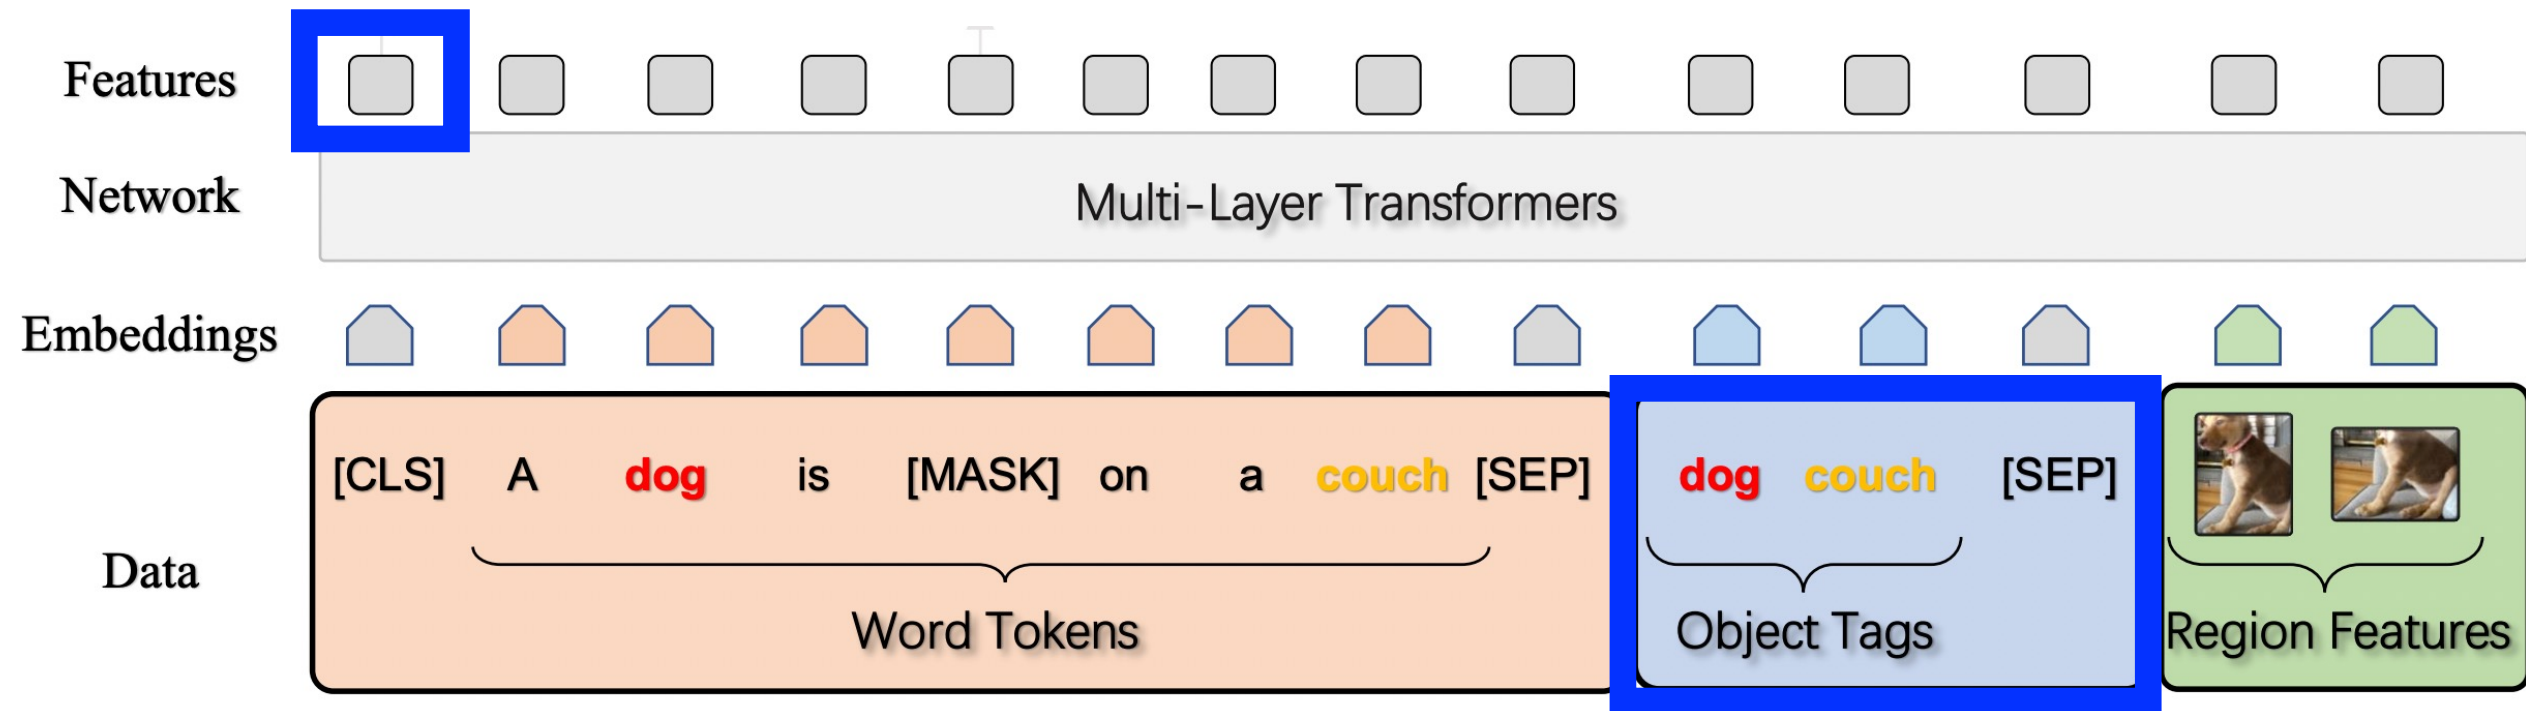 Features
Network
Multi-Layer Transformers
Embeddings
Data
[CLS] A dog is [MASK] on a couch [SEP] dog couch [SEP]
Word Tokens
Object Tags
Region Features